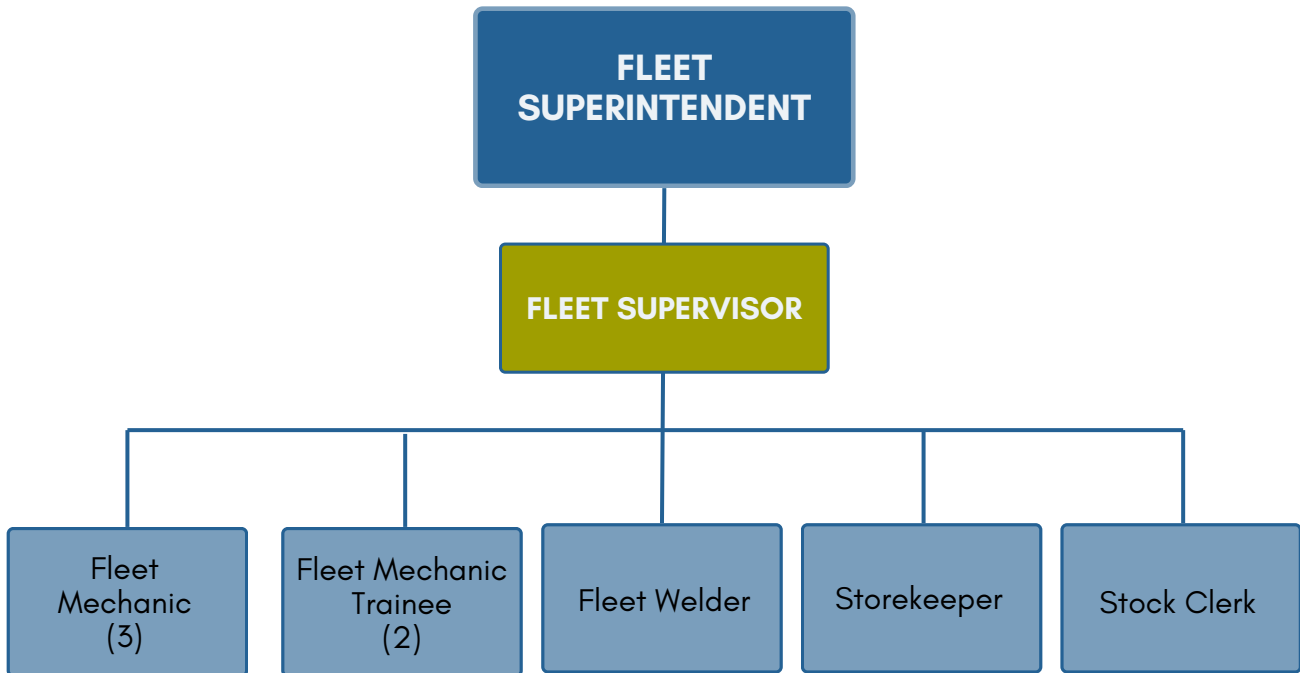 FLEET
SUPERINTENDENT
FLEET SUPERVISOR
Fleet
Mechanic
(3)
Fleet Mechanic
Trainee
(2)
Fleet Welder
Storekeeper
Stock Clerk